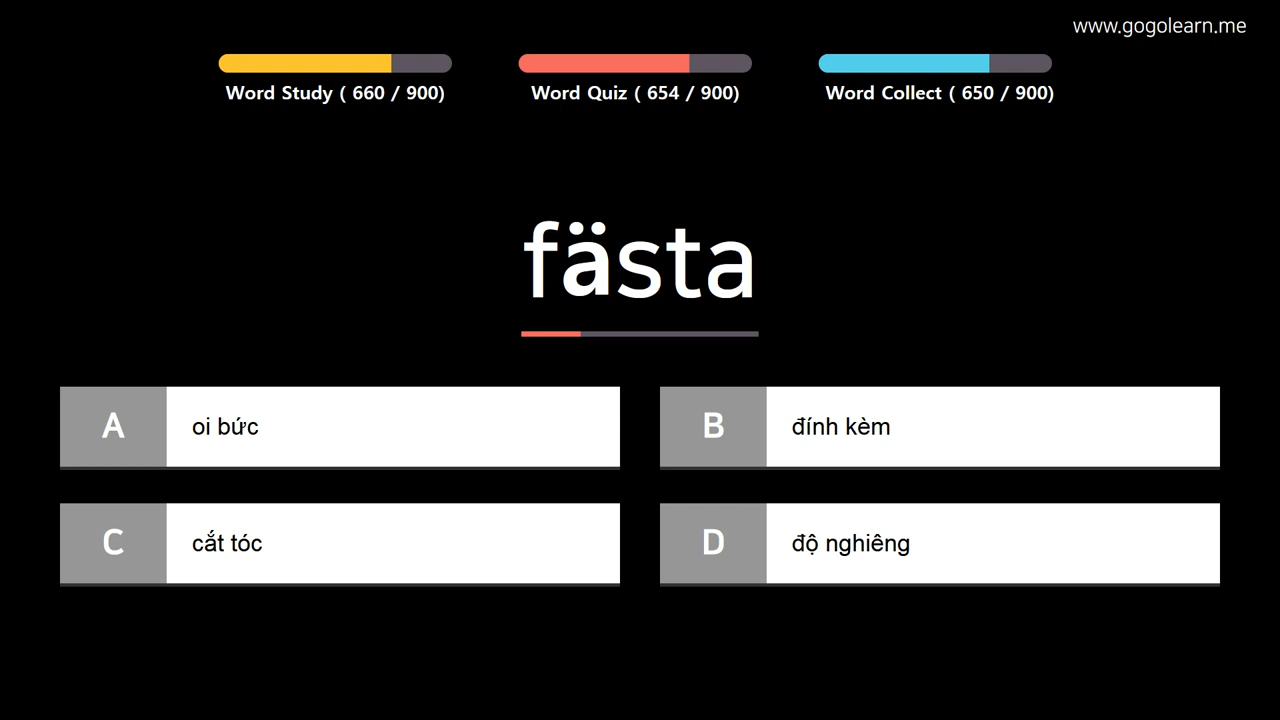 www.gogolearn.me
Word Study ( 660 / 900)
Word Quiz ( 654 / 900)
Word Collect ( 650 / 900)
fästa
A oi bức
B đính kèm
C cắt tóc
D độ nghiêng